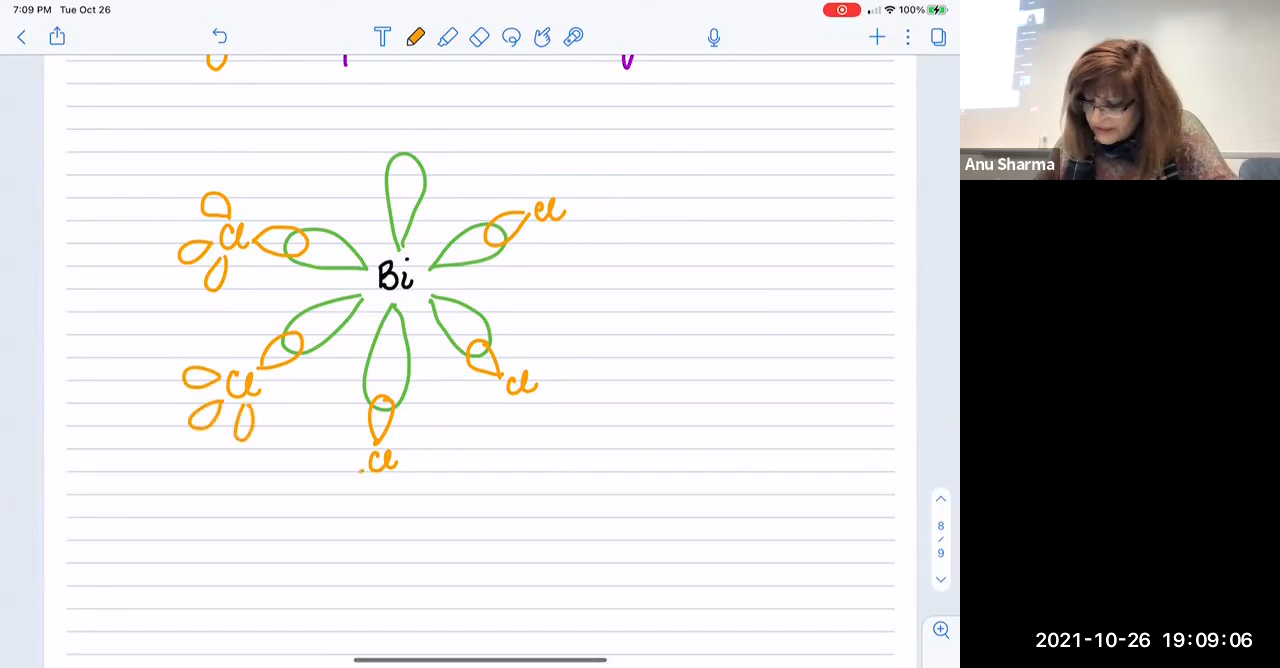 7:09 PM Tue Oct 26
100%
T
Anu Sharma
Cl
Cl
Bi
Cl
Cl
Cl
8
/
9
2021-10-26 19:09:06